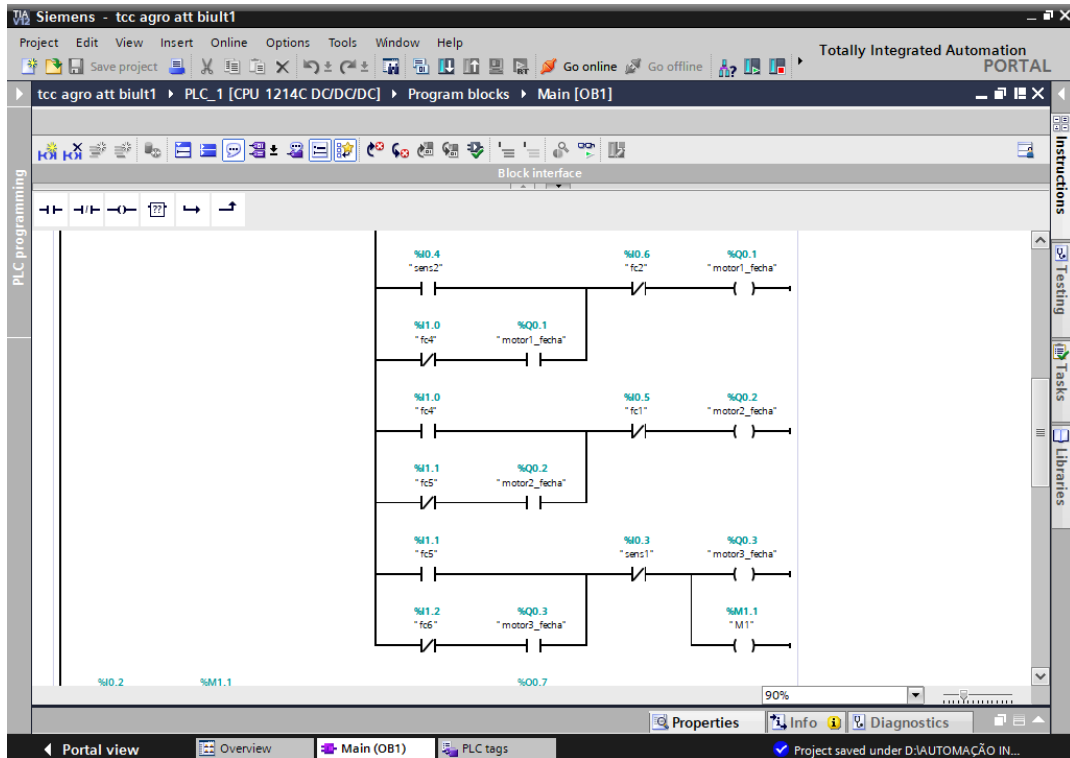 Siemens - tcc agro att biult1
Project Edit View Insert Online Options Tools Window Help
Totally Integrated Automation
PORTAL
Save project
Go online
Go offline
tcc agro att biult1 PLC_1 [CPU 1214C DC/DC/DC] Program blocks Main [OB1]
Block interface
PLC programming
Instructions
Testing
Tasks
Libraries
??
%I0.4 %I0.6 %Q0.1
"sens2" "fc2" "motor1_fecha"
%I1.0 %Q0.1
"fc4" "motor1_fecha"
%I1.0 %I0.5 %Q0.2
"fc4" "fc1" "motor2_fecha"
%I1.1 %Q0.2
"fc5" "motor2_fecha"
%I1.1 %I0.3 %Q0.3
"fc5" "sens1" "motor3_fecha"
%I1.2 %Q0.3 %M1.1
"fc6" "motor3_fecha" "M1"
%I0.2 %M1.1 %Q0.7
90%
Properties Info Diagnostics
Portal view Overview Main (OB1) PLC tags Project saved under D:\AUTOMAÇÃO IN...